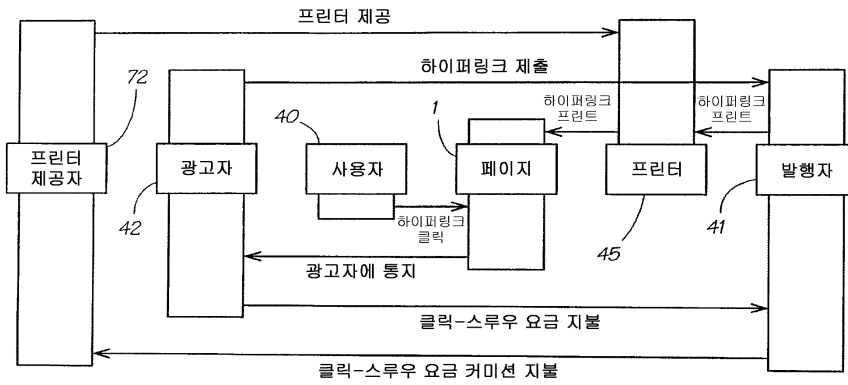 프린터 제공
하이퍼링크 제출
72
40
1
하이퍼링크
프린트
하이퍼링크
프린트
프린터
제공자
광고자
사용자
페이지
프린터
발행자
42
하이퍼링크
클릭
45
41
광고자에 통지
클릭-스루우 요금 지불
클릭-스루우 요금 커미션 지불